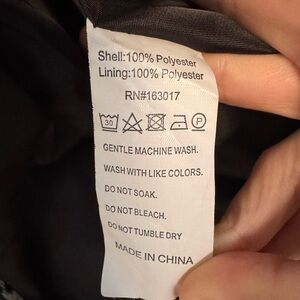 Shell:100% Polyester
Lining:100% Polyester
RN#163017
30 P
GENTLE MACHINE WASH.
WASH WITH LIKE COLORS.
DO NOT SOAK.
DO NOT BLEACH.
DO NOT TUMBLE DRY
MADE IN CHINA